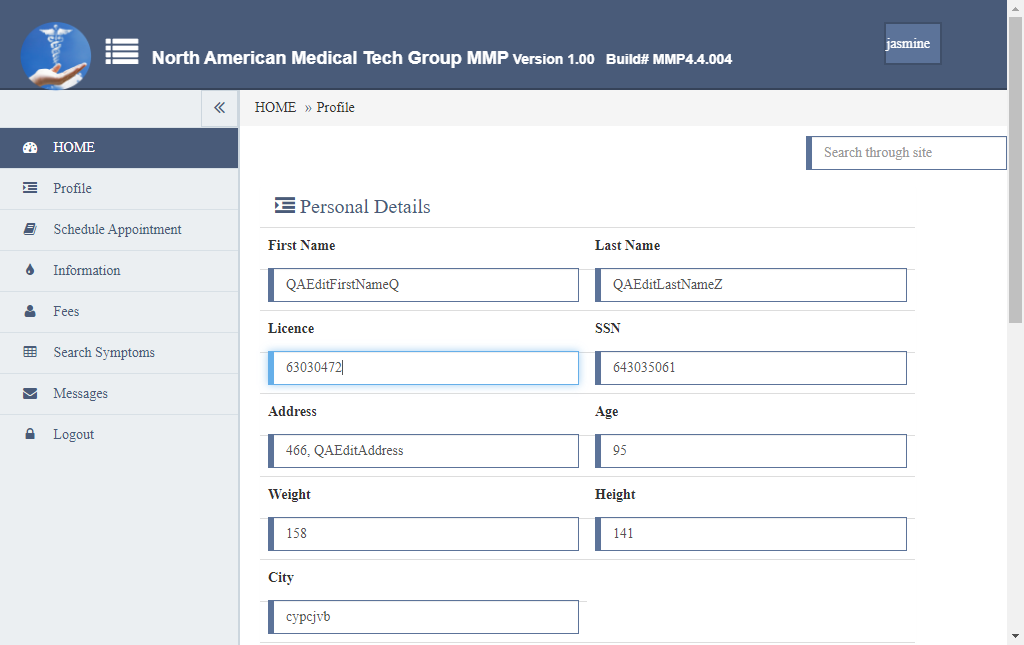 North American Medical Tech Group MMP Version 1.00 Build# MMP4.4.004
jasmine
HOME » Profile
Search through site
HOME
Profile
Schedule Appointment
Information
Fees
Search Symptoms
Messages
Logout
Personal Details
First Name Last Name
QAEditFirstNameQ QAEditLastNameZ
Licence SSN
63030472 643035061
Address Age
466, QAEditAddress 95
Weight Height
158 141
City
cypcjvb